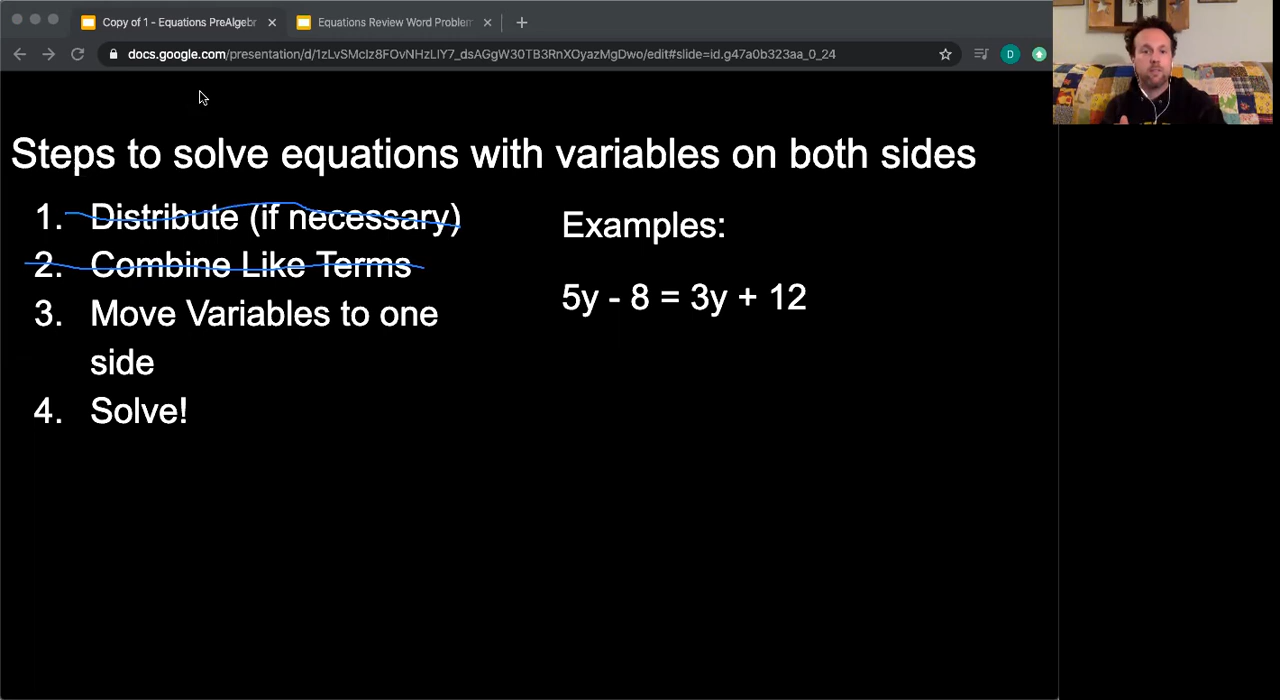 Copy of 1 - Equations PreAlgebr
Equations Review Word Problem
docs.google.com/presentation/d/1zLvSMcIz8FOvNHzLIY7_dsAGgW30TB3RnXOyazMgDwo/edit#slide=id.g47a0b323aa_0_24
D
Steps to solve equations with variables on both sides
1. Distribute (if necessary)
2. Combine Like Terms
3. Move Variables to one
side
4. Solve!
Examples:
5y - 8 = 3y + 12